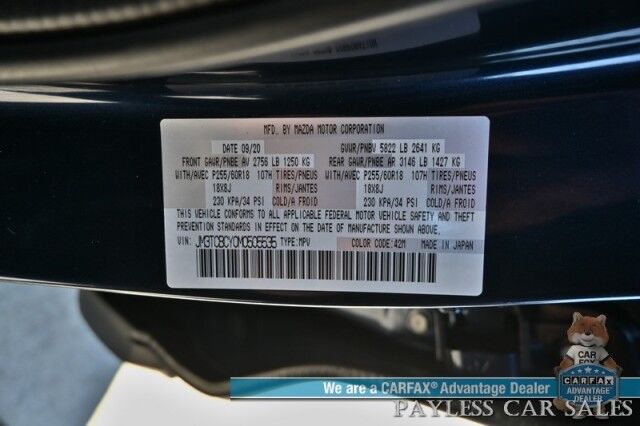 MFD. BY MAZDA MOTOR CORPORATION
DATE 09/20 GVWR/PNBV 5822 LB 2641 KG
FRONT GAWR/PNBE AV 2756 LB 1250 KG REAR GAWR/PNBE AR 3146 LB 1427 KG
WITH/AVEC P255/60R18 107H TIRES/PNEUS WITH/AVEC P255/60R18 107H TIRES/PNEUS
18X8J RIMS/JANTES 18X8J RIMS/JANTES
230 KPA/34 PSI COLD/A FROID 230 KPA/34 PSI COLD/A FROID
THIS VEHICLE CONFORMS TO ALL APPLICABLE FEDERAL MOTOR VEHICLE SAFETY AND THEFT
PREVENTION STANDARDS IN EFFECT ON THE DATE OF MANUFACTURE SHOWN ABOVE.
VIN: JM3TCBCY0M0505535 TYPE:MPV COLOR CODE:42M MADE IN JAPAN
CAR
FOX
CARFAX
ADVANTAGE
DEALER
We are a CARFAX® Advantage Dealer
PAYLESS CAR SALES